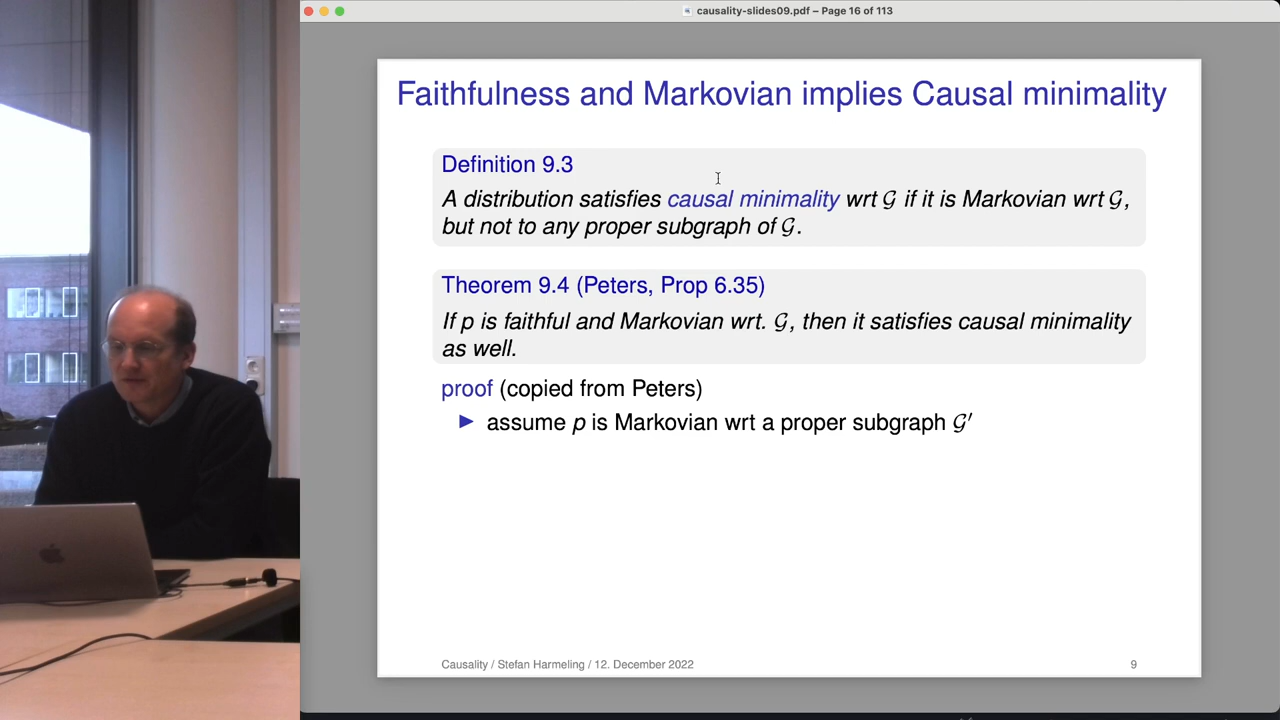 causality-slides09.pdf – Page 16 of 113
Faithfulness and Markovian implies Causal minimality
Definition 9.3
A distribution satisfies causal minimality wrt 𝒢 if it is Markovian wrt 𝒢,
but not to any proper subgraph of 𝒢.
Theorem 9.4 (Peters, Prop 6.35)
If p is faithful and Markovian wrt. 𝒢, then it satisfies causal minimality
as well.
proof (copied from Peters)
▶ assume p is Markovian wrt a proper subgraph 𝒢′
Causality / Stefan Harmeling / 12. December 2022
9